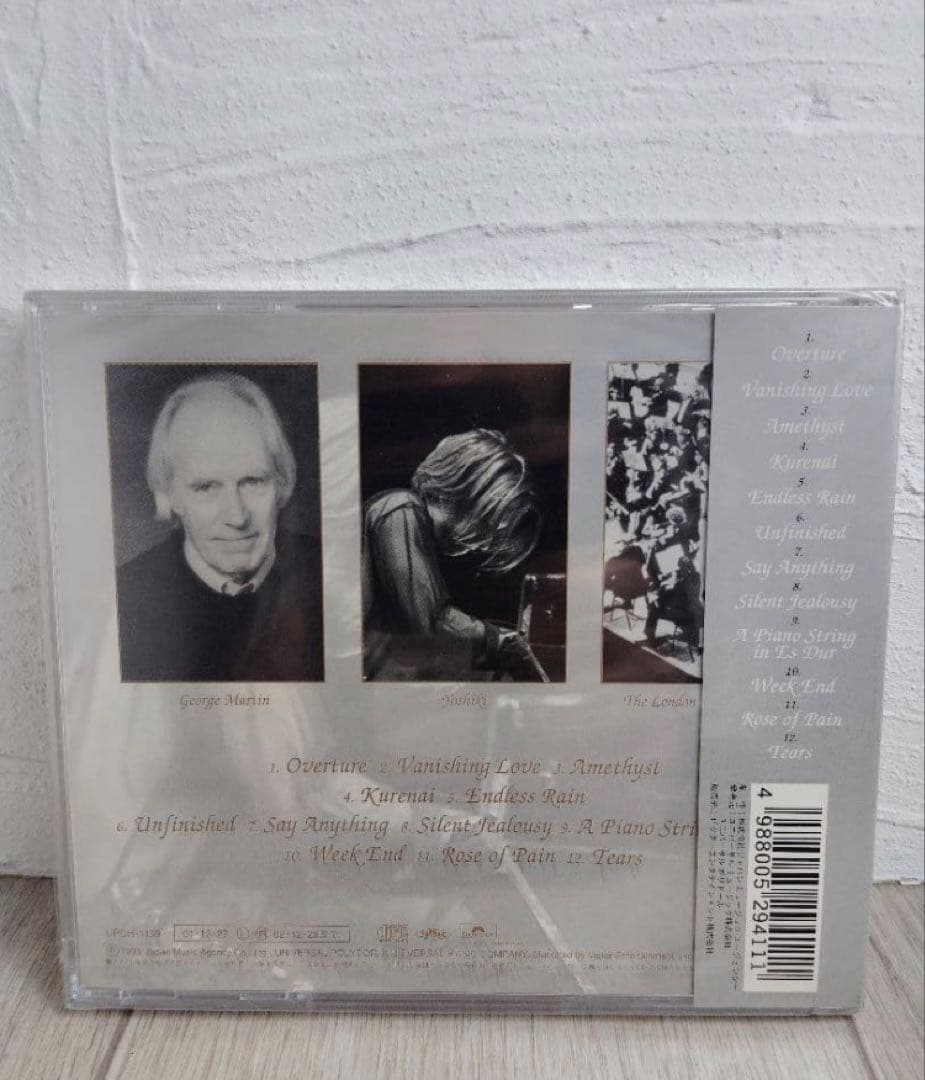 George Martin
Yoshiki
The London
1. Overture 2. Vanishing Love 3. Amethyst
4. Kurenai 5. Endless Rain
6. Unfinished 7. Say Anything 8. Silent Jealousy 9. A Piano Stri
10. Week End 11. Rose of Pain 12. Tears
1.
Overture
2.
Vanishing Love
3.
Amethyst
4.
Kurenai
5.
Endless Rain
6.
Unfinished
7.
Say Anything
8.
Silent Jealousy
9.
A Piano String
in Es Dur
10.
Week End
11.
Rose of Pain
12.
Tears
4 988005 294111